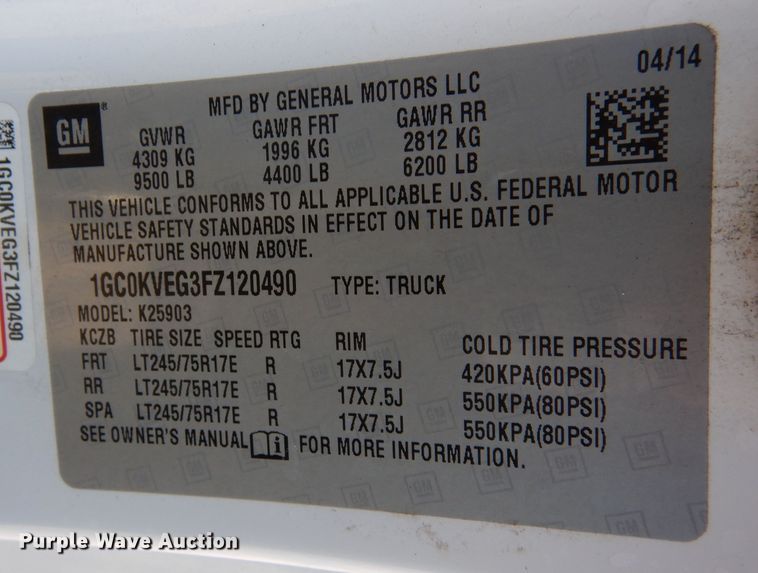 04/14
MFD BY GENERAL MOTORS LLC
GM
®
GVWR GAWR FRT GAWR RR
4309 KG 1996 KG 2812 KG
9500 LB 4400 LB 6200 LB
THIS VEHICLE CONFORMS TO ALL APPLICABLE U.S. FEDERAL MOTOR
VEHICLE SAFETY STANDARDS IN EFFECT ON THE DATE OF
MANUFACTURE SHOWN ABOVE.
1GC0KVEG3FZ120490 TYPE: TRUCK
MODEL: K25903
KCZB TIRE SIZE SPEED RTG RIM COLD TIRE PRESSURE
FRT LT245/75R17E R 17X7.5J 420KPA(60PSI)
RR LT245/75R17E R 17X7.5J 550KPA(80PSI)
SPA LT245/75R17E R 17X7.5J 550KPA(80PSI)
SEE OWNER'S MANUAL FOR MORE INFORMATION.
1GC0KVEG3FZ120490
Purple Wave Auction